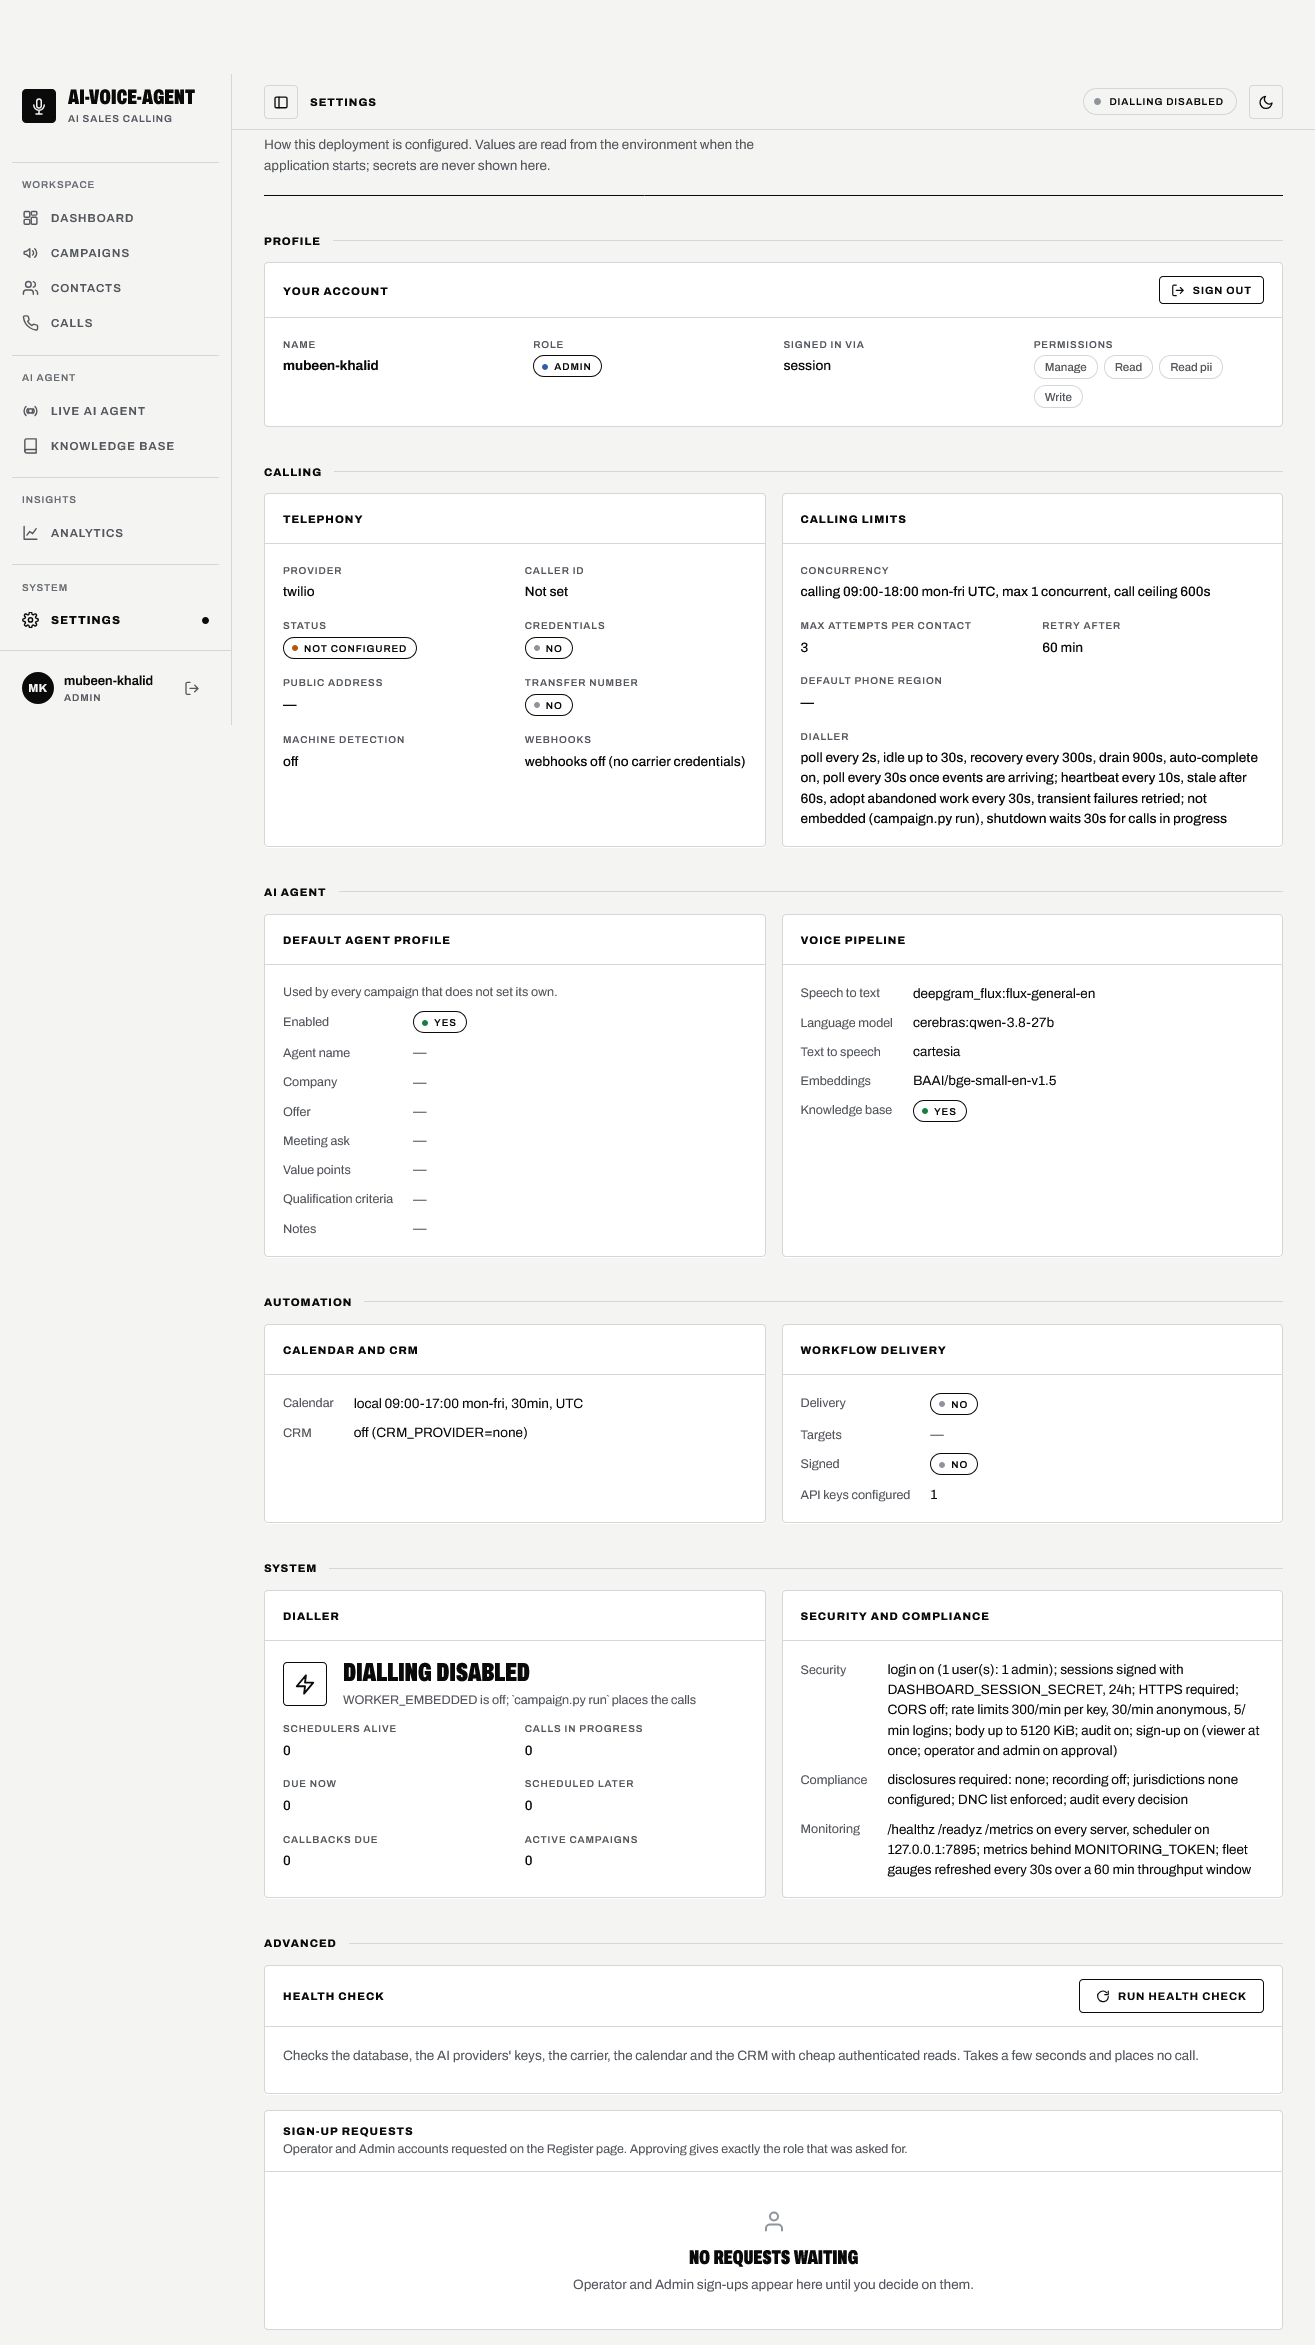 AI-VOICE-AGENT
AI SALES CALLING
WORKSPACE
DASHBOARD
CAMPAIGNS
CONTACTS
CALLS
AI AGENT
LIVE AI AGENT
KNOWLEDGE BASE
INSIGHTS
ANALYTICS
SYSTEM
SETTINGS
MK
mubeen-khalid
ADMIN
SETTINGS
DIALLING DISABLED
How this deployment is configured. Values are read from the environment when the
application starts; secrets are never shown here.
PROFILE
YOUR ACCOUNT
SIGN OUT
NAME
mubeen-khalid
ROLE
ADMIN
SIGNED IN VIA
session
PERMISSIONS
Manage Read Read pii
Write
CALLING
TELEPHONY
PROVIDER
twilio
CALLER ID
Not set
STATUS
NOT CONFIGURED
CREDENTIALS
NO
PUBLIC ADDRESS
—
TRANSFER NUMBER
NO
MACHINE DETECTION
off
WEBHOOKS
webhooks off (no carrier credentials)
CALLING LIMITS
CONCURRENCY
calling 09:00-18:00 mon-fri UTC, max 1 concurrent, call ceiling 600s
MAX ATTEMPTS PER CONTACT
3
RETRY AFTER
60 min
DEFAULT PHONE REGION
—
DIALLER
poll every 2s, idle up to 30s, recovery every 300s, drain 900s, auto-complete
on, poll every 30s once events are arriving; heartbeat every 10s, stale after
60s, adopt abandoned work every 30s, transient failures retried; not
embedded (campaign.py run), shutdown waits 30s for calls in progress
AI AGENT
DEFAULT AGENT PROFILE
Used by every campaign that does not set its own.
Enabled YES
Agent name —
Company —
Offer —
Meeting ask —
Value points —
Qualification criteria —
Notes —
VOICE PIPELINE
Speech to text deepgram_flux:flux-general-en
Language model cerebras:qwen-3.8-27b
Text to speech cartesia
Embeddings BAAI/bge-small-en-v1.5
Knowledge base YES
AUTOMATION
CALENDAR AND CRM
Calendar local 09:00-17:00 mon-fri, 30min, UTC
CRM off (CRM_PROVIDER=none)
WORKFLOW DELIVERY
Delivery NO
Targets —
Signed NO
API keys configured 1
SYSTEM
DIALLER
DIALLING DISABLED
WORKER_EMBEDDED is off; `campaign.py run` places the calls
SCHEDULERS ALIVE
0
CALLS IN PROGRESS
0
DUE NOW
0
SCHEDULED LATER
0
CALLBACKS DUE
0
ACTIVE CAMPAIGNS
0
SECURITY AND COMPLIANCE
Security login on (1 user(s): 1 admin); sessions signed with
DASHBOARD_SESSION_SECRET, 24h; HTTPS required;
CORS off; rate limits 300/min per key, 30/min anonymous, 5/
min logins; body up to 5120 KiB; audit on; sign-up on (viewer at
once; operator and admin on approval)
Compliance disclosures required: none; recording off; jurisdictions none
configured; DNC list enforced; audit every decision
Monitoring /healthz /readyz /metrics on every server, scheduler on
127.0.0.1:7895; metrics behind MONITORING_TOKEN; fleet
gauges refreshed every 30s over a 60 min throughput window
ADVANCED
HEALTH CHECK
RUN HEALTH CHECK
Checks the database, the AI providers' keys, the carrier, the calendar and the CRM with cheap authenticated reads. Takes a few seconds and places no call.
SIGN-UP REQUESTS
Operator and Admin accounts requested on the Register page. Approving gives exactly the role that was asked for.
NO REQUESTS WAITING
Operator and Admin sign-ups appear here until you decide on them.